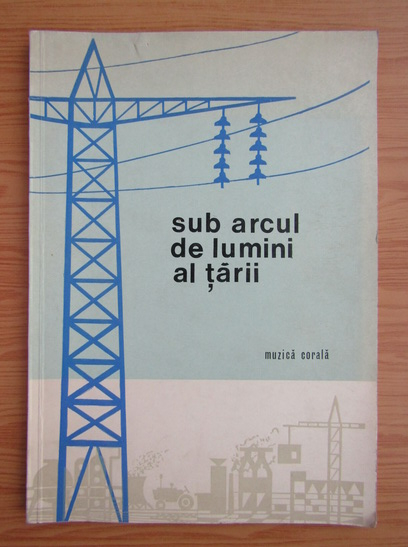 sub arcul
de lumini
al țării
muzică corală